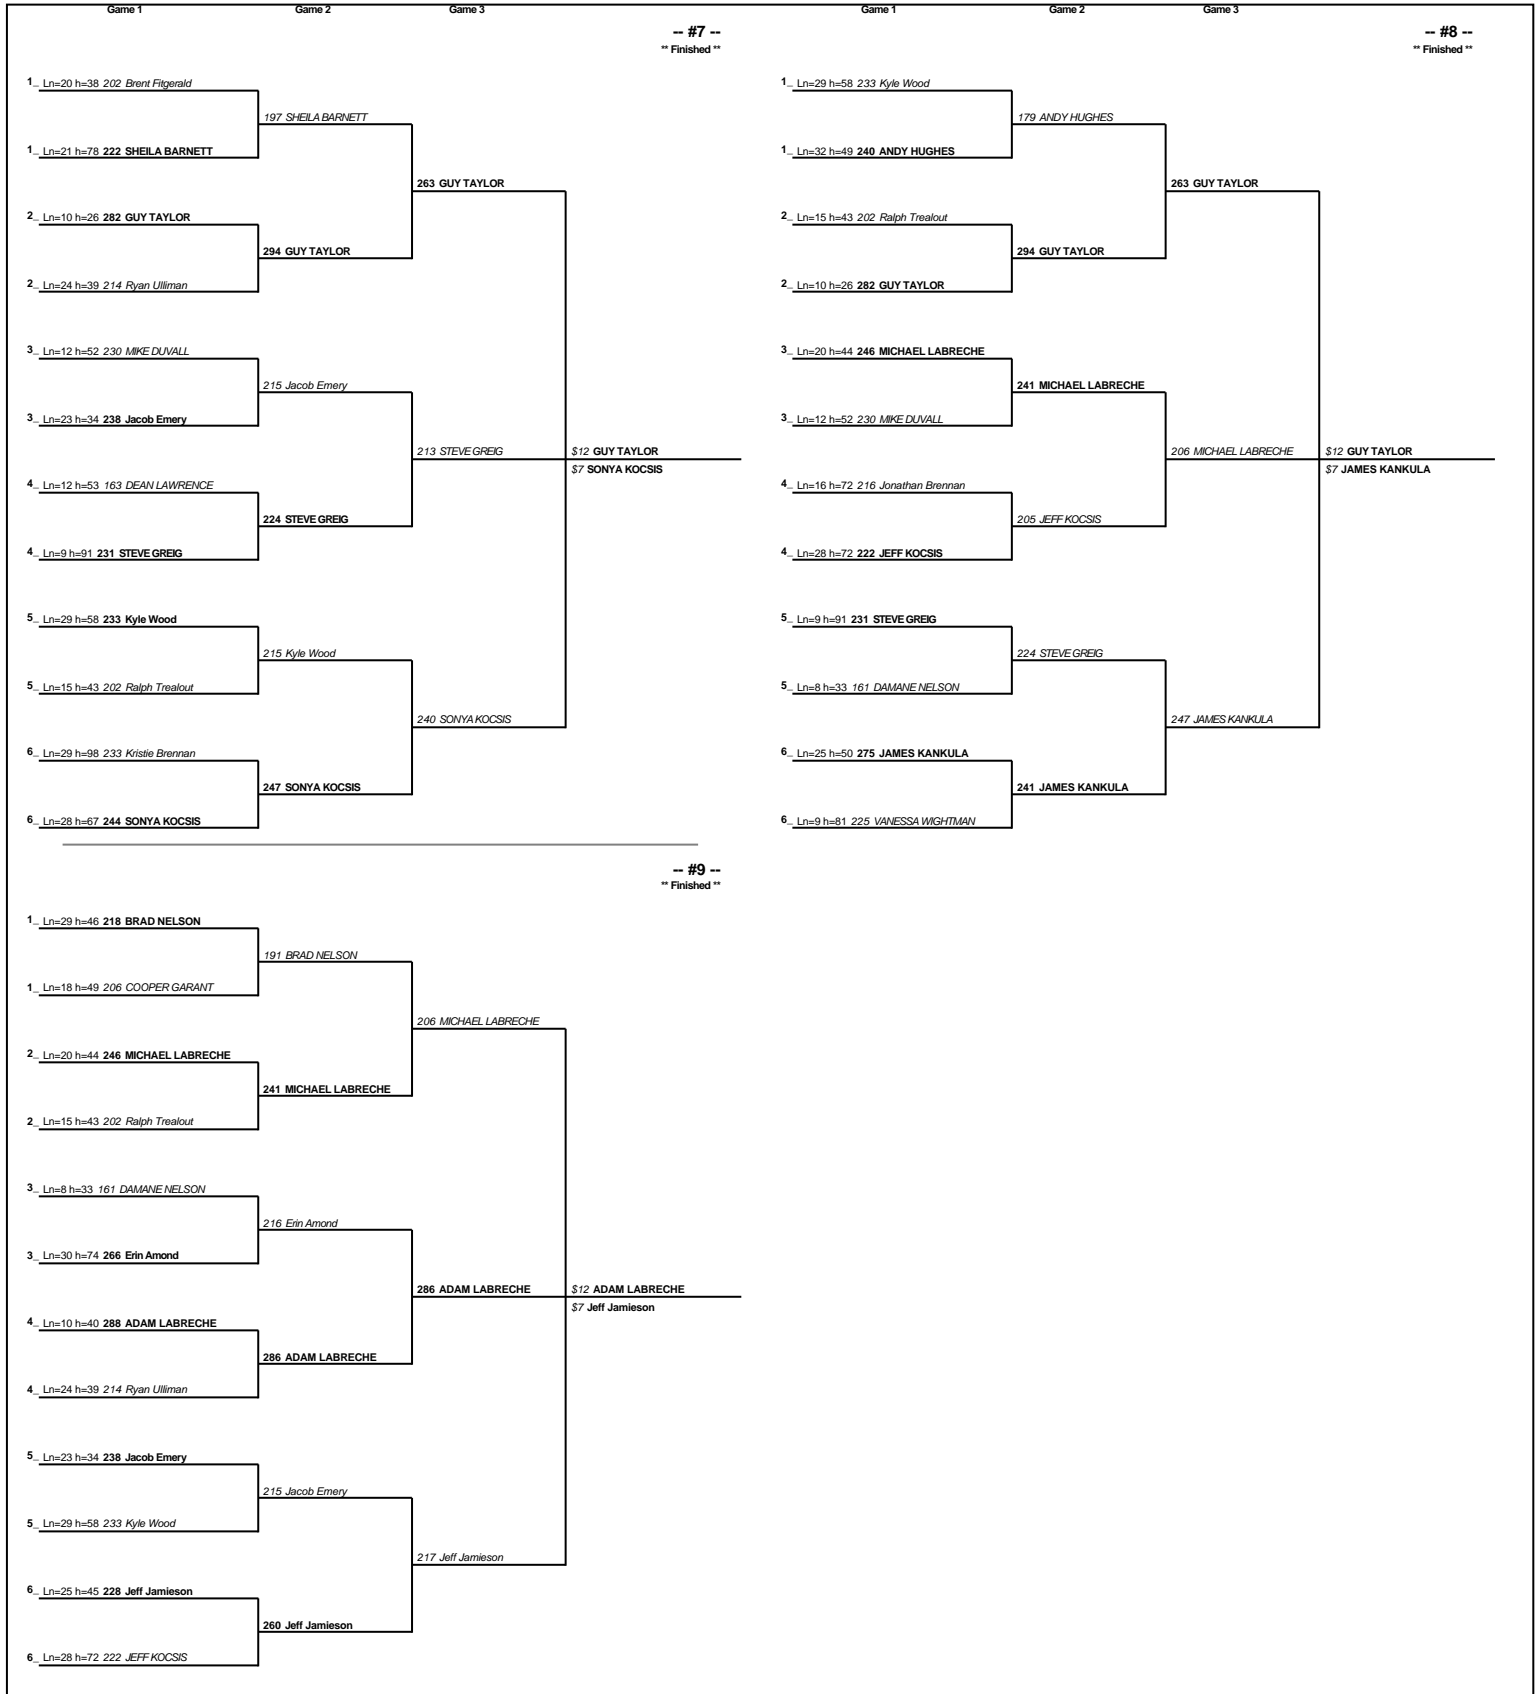 Game 1 Game 2 Game 3
-- #7 --
** Finished **
1_ Ln=20 h=38 202 Brent Fitgerald
197 SHEILA BARNETT
1_ Ln=21 h=78 222 SHEILA BARNETT
263 GUY TAYLOR
2_ Ln=10 h=26 282 GUY TAYLOR
294 GUY TAYLOR
2_ Ln=24 h=39 214 Ryan Ulliman
3_ Ln=12 h=52 230 MIKE DUVALL
215 Jacob Emery
3_ Ln=23 h=34 238 Jacob Emery
213 STEVE GREIG
$12 GUY TAYLOR
$7 SONYA KOCSIS
4_ Ln=12 h=53 163 DEAN LAWRENCE
224 STEVE GREIG
4_ Ln=9 h=91 231 STEVE GREIG
5_ Ln=29 h=58 233 Kyle Wood
215 Kyle Wood
5_ Ln=15 h=43 202 Ralph Trealout
240 SONYA KOCSIS
6_ Ln=29 h=98 233 Kristie Brennan
247 SONYA KOCSIS
6_ Ln=28 h=67 244 SONYA KOCSIS
Game 1 Game 2 Game 3
-- #8 --
** Finished **
1_ Ln=29 h=58 233 Kyle Wood
179 ANDY HUGHES
1_ Ln=32 h=49 240 ANDY HUGHES
263 GUY TAYLOR
2_ Ln=15 h=43 202 Ralph Trealout
294 GUY TAYLOR
2_ Ln=10 h=26 282 GUY TAYLOR
3_ Ln=20 h=44 246 MICHAEL LABRECHE
241 MICHAEL LABRECHE
3_ Ln=12 h=52 230 MIKE DUVALL
206 MICHAEL LABRECHE
$12 GUY TAYLOR
$7 JAMES KANKULA
4_ Ln=16 h=72 216 Jonathan Brennan
205 JEFF KOCSIS
4_ Ln=28 h=72 222 JEFF KOCSIS
5_ Ln=9 h=91 231 STEVE GREIG
224 STEVE GREIG
5_ Ln=8 h=33 161 DAMANE NELSON
247 JAMES KANKULA
6_ Ln=25 h=50 275 JAMES KANKULA
241 JAMES KANKULA
6_ Ln=9 h=81 225 VANESSA WIGHTMAN
-- #9 --
** Finished **
1_ Ln=29 h=46 218 BRAD NELSON
191 BRAD NELSON
1_ Ln=18 h=49 206 COOPER GARANT
206 MICHAEL LABRECHE
2_ Ln=20 h=44 246 MICHAEL LABRECHE
241 MICHAEL LABRECHE
2_ Ln=15 h=43 202 Ralph Trealout
3_ Ln=8 h=33 161 DAMANE NELSON
216 Erin Amond
3_ Ln=30 h=74 266 Erin Amond
286 ADAM LABRECHE
$12 ADAM LABRECHE
$7 Jeff Jamieson
4_ Ln=10 h=40 288 ADAM LABRECHE
286 ADAM LABRECHE
4_ Ln=24 h=39 214 Ryan Ulliman
5_ Ln=23 h=34 238 Jacob Emery
215 Jacob Emery
5_ Ln=29 h=58 233 Kyle Wood
217 Jeff Jamieson
6_ Ln=25 h=45 228 Jeff Jamieson
260 Jeff Jamieson
6_ Ln=28 h=72 222 JEFF KOCSIS